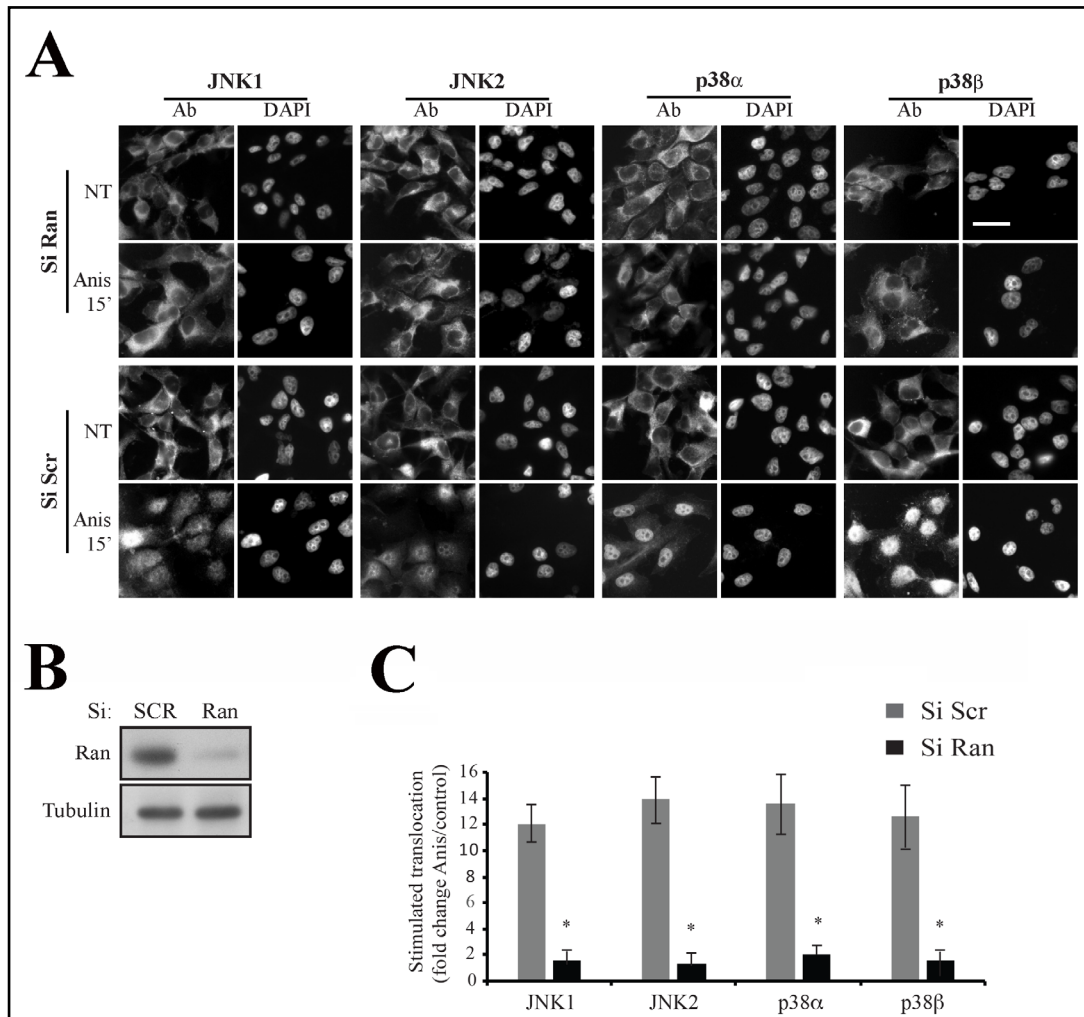 A
JNK1 JNK2 p38α p38β
Ab DAPI Ab DAPI Ab DAPI Ab DAPI
Si Ran
NT
Anis
15’
Si Scr
NT
Anis
15’
B
Si: SCR Ran
Ran
Tubulin
C
Si Scr
Si Ran
Stimulated translocation
(fold change Anis/control)
16
14
12
10
8
6
4
2
0
* * * *
JNK1 JNK2 p38α p38β